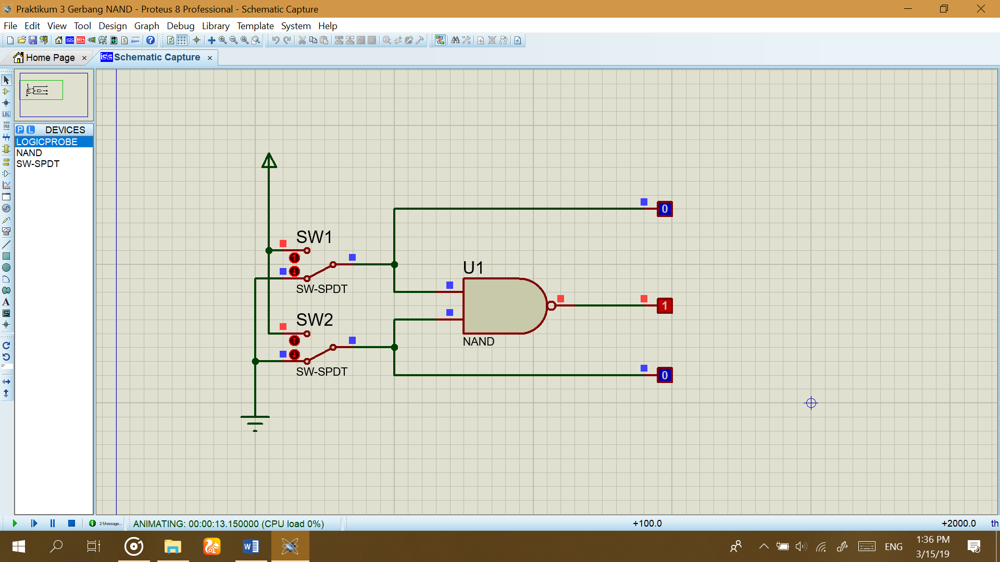 Praktikum 3 Gerbang NAND - Proteus 8 Professional - Schematic Capture
File Edit View Tool Design Graph Debug Library Template System Help
Home Page × Schematic Capture ×
P L DEVICES
LOGICPROBE
NAND
SW-SPDT
LBL
A
S
0
SW1
SW-SPDT
U1
1
SW2
NAND
SW-SPDT
0
2 Message... ANIMATING: 00:00:13.150000 (CPU load 0%) +100.0 +2000.0 th
ENG 1:36 PM
3/15/19